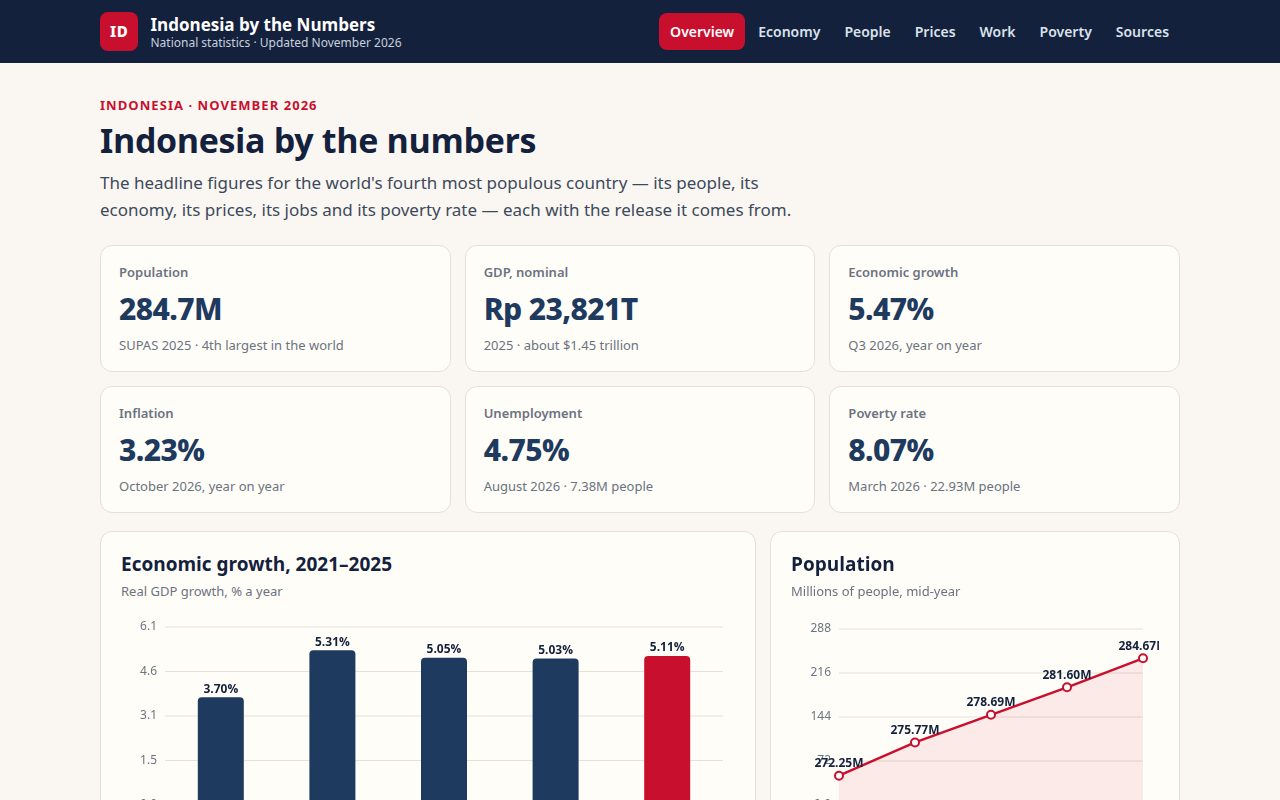 ID
Indonesia by the Numbers
National statistics · Updated November 2026
Overview
Economy
People
Prices
Work
Poverty
Sources
INDONESIA · NOVEMBER 2026
Indonesia by the numbers
The headline figures for the world's fourth most populous country — its people, its
economy, its prices, its jobs and its poverty rate — each with the release it comes from.
Population
284.7M
SUPAS 2025 · 4th largest in the world
GDP, nominal
Rp 23,821T
2025 · about $1.45 trillion
Economic growth
5.47%
Q3 2026, year on year
Inflation
3.23%
October 2026, year on year
Unemployment
4.75%
August 2026 · 7.38M people
Poverty rate
8.07%
March 2026 · 22.93M people
Economic growth, 2021–2025
Real GDP growth, % a year
6.1
4.6
3.1
1.5
3.70%
5.31%
5.05%
5.03%
5.11%
Population
Millions of people, mid-year
288
216
144
72
272.25M
275.77M
278.69M
281.60M
284.67